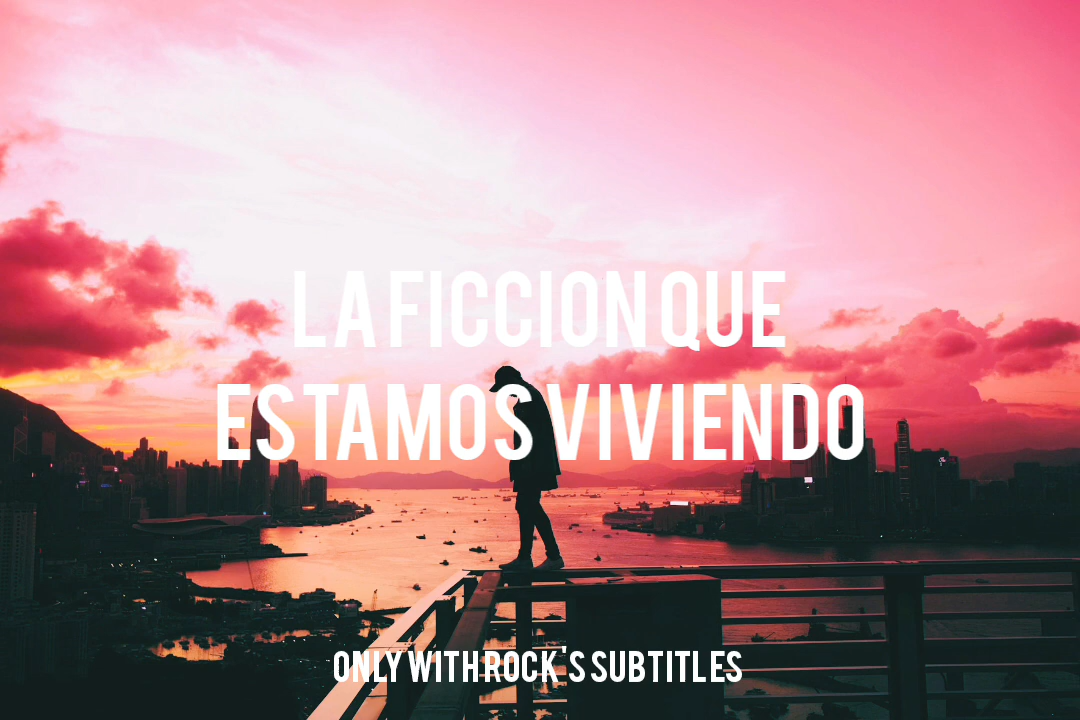 LA FICCION QUE
ESTAMOS VIVIENDO
ONLY WITH ROCK'S SUBTITLES